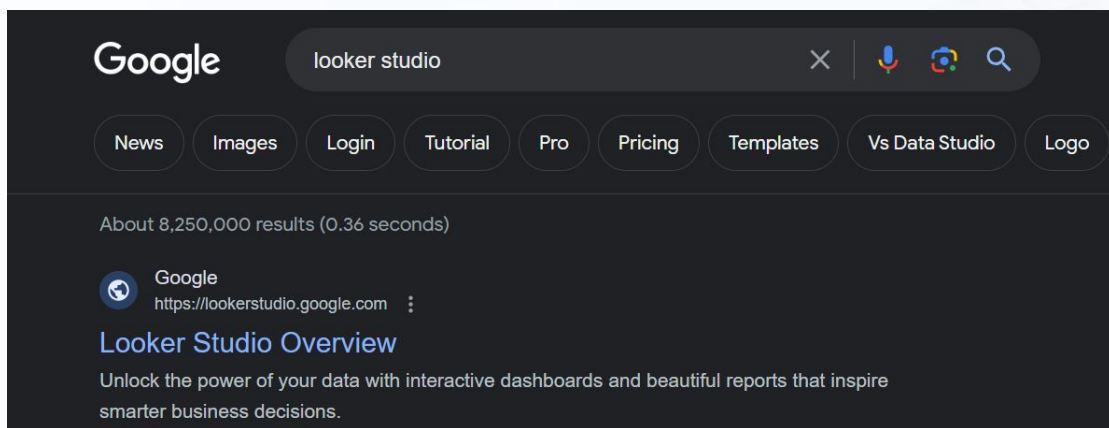 Google
looker studio
News Images Login Tutorial Pro Pricing Templates Vs Data Studio Logo
About 8,250,000 results (0.36 seconds)
Google
https://lookerstudio.google.com
Looker Studio Overview
Unlock the power of your data with interactive dashboards and beautiful reports that inspire
smarter business decisions.